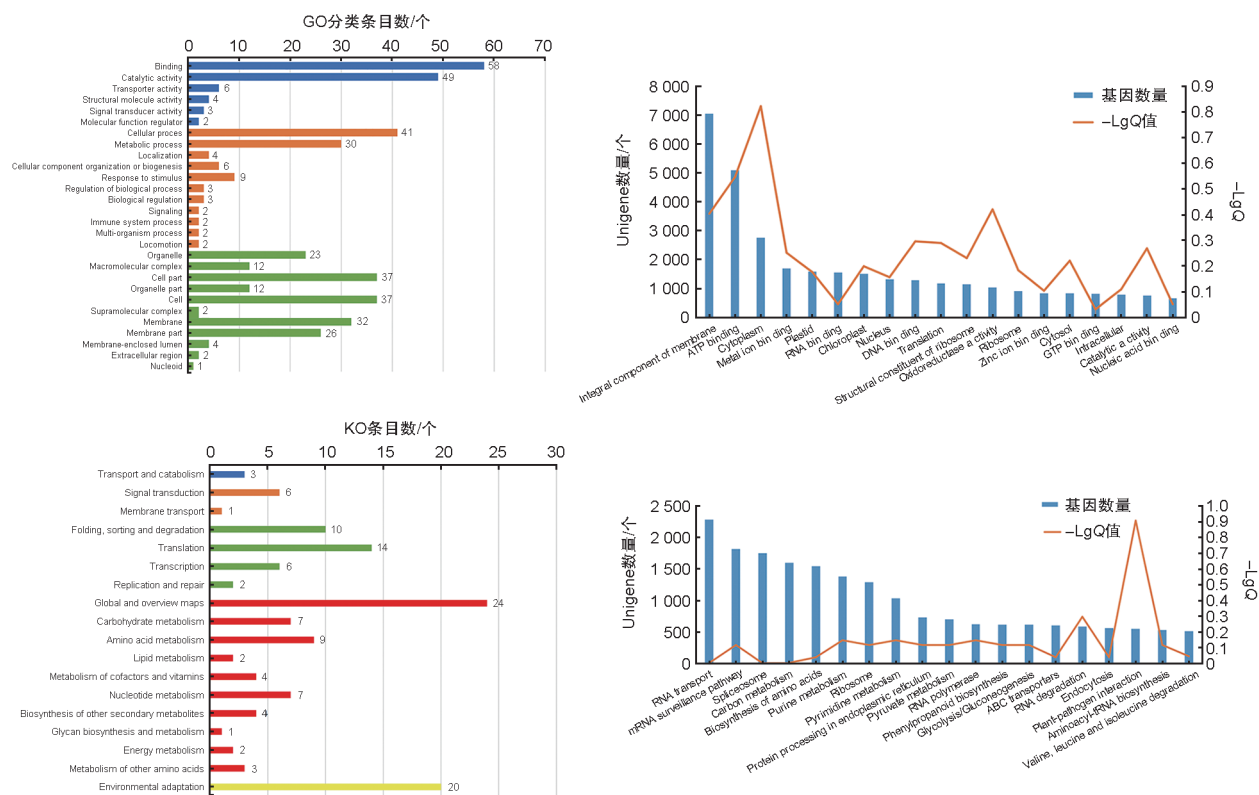 GO分类条目数/个
0 10 20 30 40 50 60 70
Binding 58
Catalytic activity 49
Transporter activity 6
Structural molecule activity 4
Signal transducer activity 3
Molecular function regulator 2
Cellular proces 41
Metabolic process 30
Localization 4
Cellular component organization or biogenesis 6
Response to stimulus 9
Regulation of biological process 3
Biological regulation 3
Signaling 2
Immune system process 2
Multi-organism process 2
Locomotion 2
Organelle 23
Macromolecular complex 12
Cell part 37
Organelle part 12
Cell 37
Supramolecular complex 2
Membrane 32
Membrane part 26
Membrane-enclosed lumen 4
Extracellular region 2
Nucleoid 1
Unigene数量/个
8 000
7 000
6 000
5 000
4 000
3 000
2 000
1 000
0
基因数量
–LgQ值
0.9
0.8
0.7
0.6
0.5
0.4
0.3
0.2
0.1
0
–LgQ
Integral component of membrane
ATP binding
Cytoplasm
Metal ion bin ding
Plastid
RNA bin ding
Chloroplast
Nucleus
DNA bin ding
Translation
Structural constituent of ribosome
Oxidoreductase a ctivity
Ribosome
Zinc ion bin ding
Cytosol
GTP bin ding
Intracellular
Catalytic a ctivity
Nucleic acid bin ding
KO条目数/个
0 5 10 15 20 25 30
Transport and catabolism 3
Signal transduction 6
Membrane transport 1
Folding, sorting and degradation 10
Translation 14
Transcription 6
Replication and repair 2
Global and overview maps 24
Carbohydrate metabolism 7
Amino acid metabolism 9
Lipid metabolism 2
Metabolism of cofactors and vitamins 4
Nucleotide metabolism 7
Biosynthesis of other secondary metabolites 4
Glycan biosynthesis and metabolism 1
Energy metabolism 2
Metabolism of other amino acids 3
Environmental adaptation 20
Unigene数量/个
2 500
2 000
1 500
1 000
500
0
基因数量
–LgQ值
1.0
0.9
0.8
0.7
0.6
0.5
0.4
0.3
0.2
0.1
0
–LgQ
RNA transport
mRNA surveillance pathway
Spliceosome
Carbon metabolism
Biosynthesis of amino acids
Purine metabolism
Ribosome
Pyrimidine metabolism
Protein processing in endoplasmic reticulum
Pyruvate metabolism
RNA polymerase
Phenylpropanoid biosynthesis
Glycolysis/Gluconeogenesis
ABC transporters
RNA degradation
Endocytosis
Plant-pathogen interaction
Aminoacyl-tRNA biosynthesis
Valine, leucine and isoleucine degradation